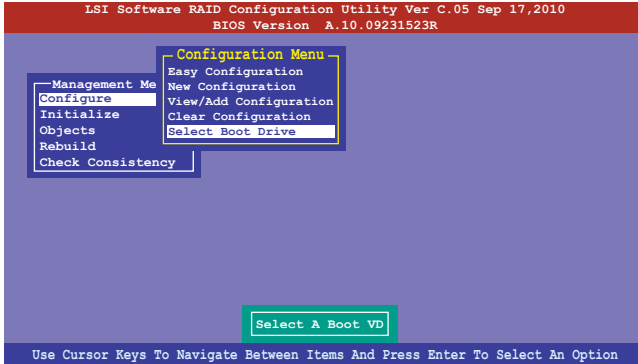 LSI Software RAID Configuration Utility Ver C.05 Sep 17,2010
BIOS Version A.10.09231523R
Configuration Menu
Easy Configuration
New Configuration
View/Add Configuration
Clear Configuration
Select Boot Drive
Management Me
Configure
Initialize
Objects
Rebuild
Check Consistency
Select A Boot VD
Use Cursor Keys To Navigate Between Items And Press Enter To Select An Option